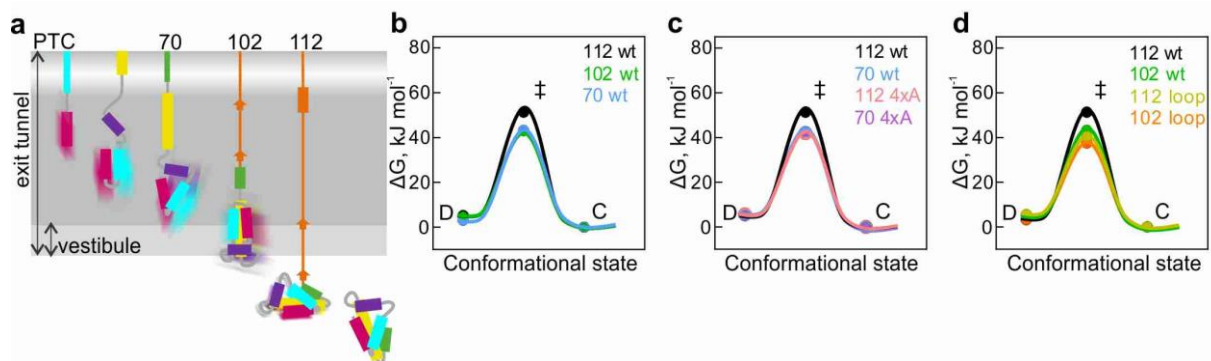 a
PTC 70 102 112
exit tunnel
vestibule
b
80
60
40
20
0
ΔG, kJ mol⁻¹
112 wt
102 wt
70 wt
‡
D
C
Conformational state
c
80
60
40
20
0
ΔG, kJ mol⁻¹
112 wt
70 wt
112 4xA
70 4xA
‡
D
C
Conformational state
d
80
60
40
20
0
ΔG, kJ mol⁻¹
112 wt
102 wt
112 loop
102 loop
‡
D
C
Conformational state